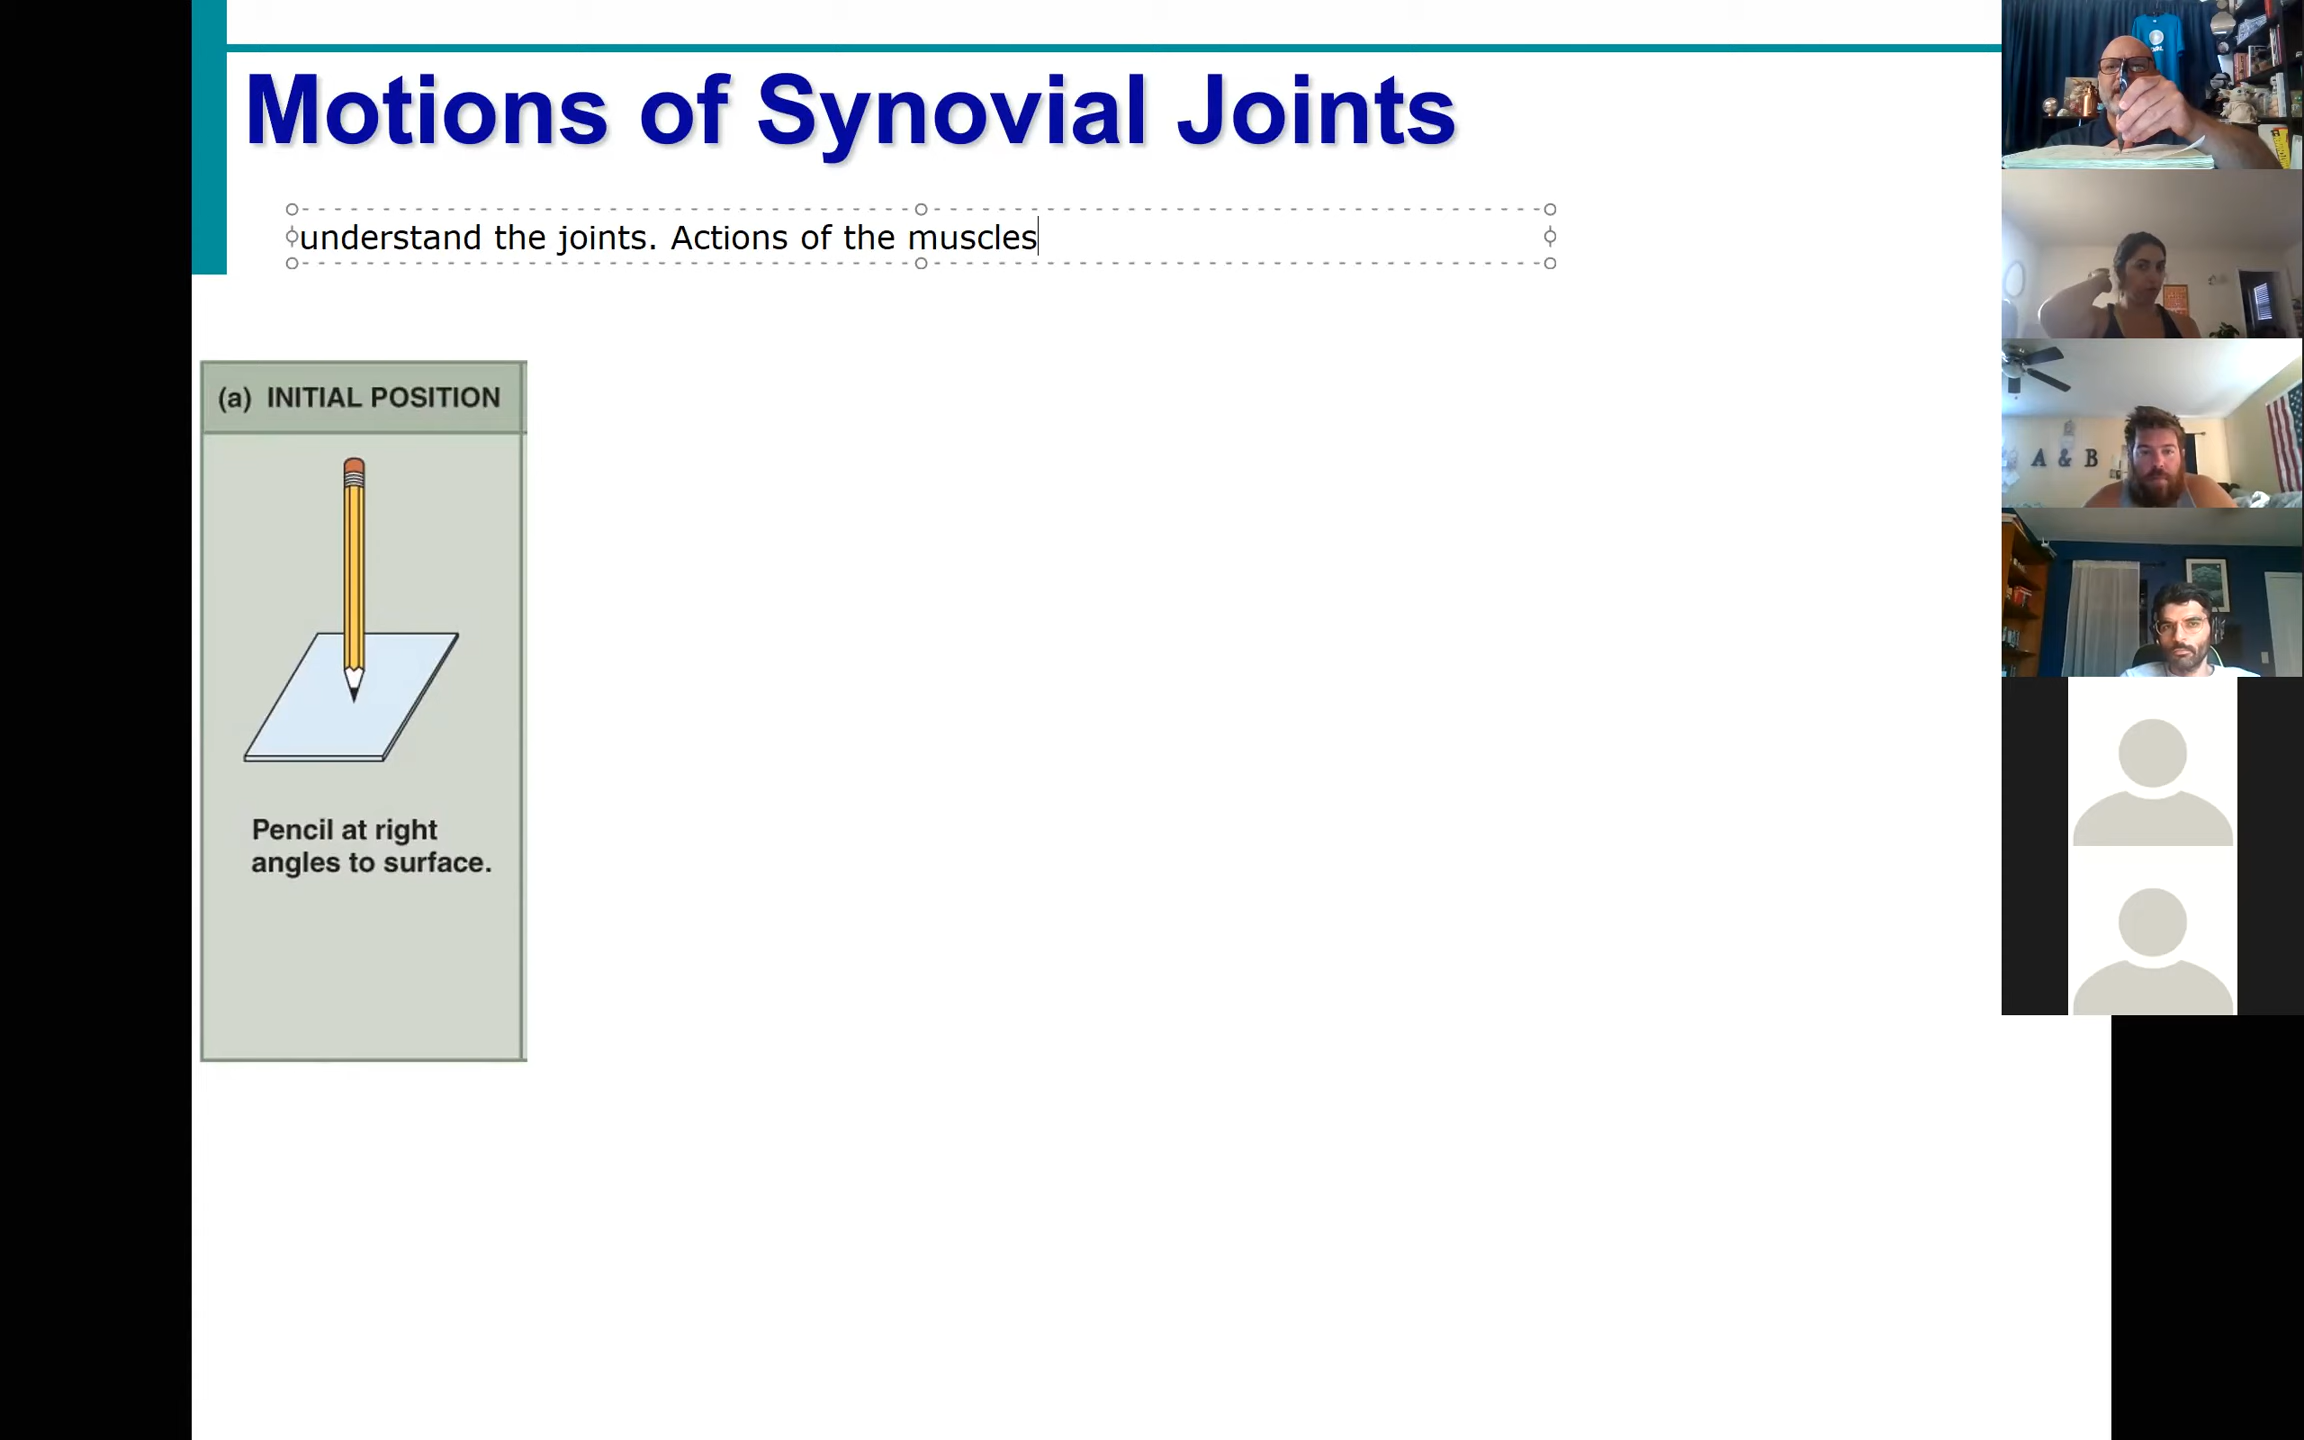 Motions of Synovial Joints
understand the joints. Actions of the muscles
(a) INITIAL POSITION
Pencil at right
angles to surface.
A & B